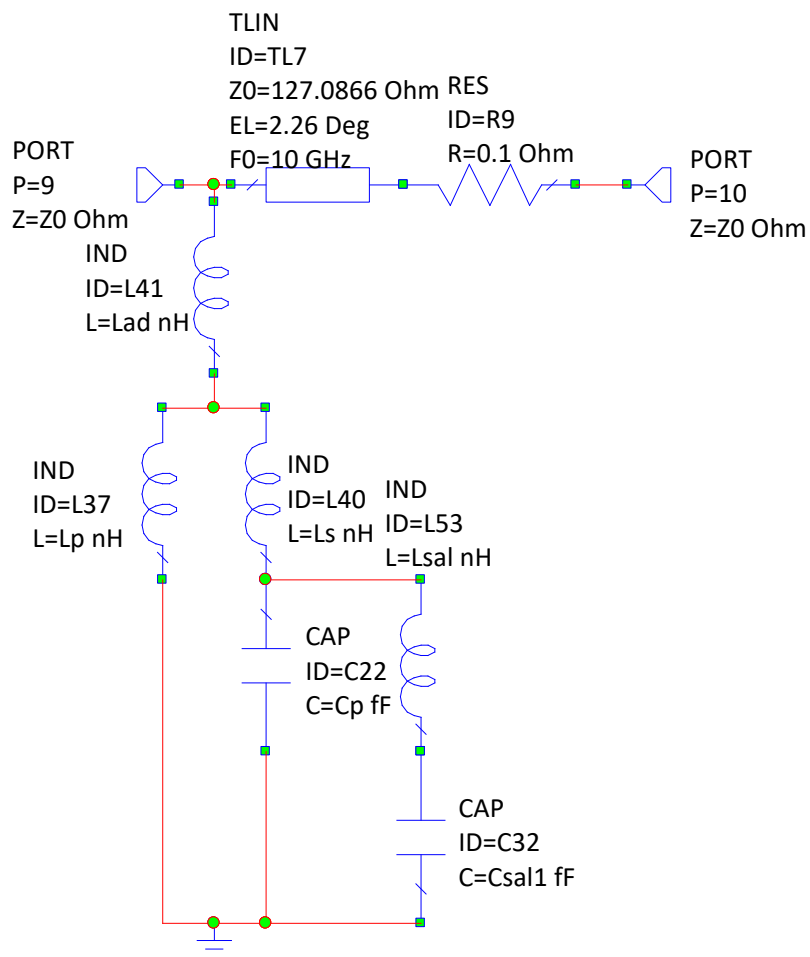 TLIN
ID=TL7
Z0=127.0866 Ohm
EL=2.26 Deg
F0=10 GHz
RES
ID=R9
R=0.1 Ohm
PORT
P=9
Z=Z0 Ohm
PORT
P=10
Z=Z0 Ohm
IND
ID=L41
L=Lad nH
IND
ID=L37
L=Lp nH
IND
ID=L40
L=Ls nH
IND
ID=L53
L=Lsal nH
CAP
ID=C22
C=Cp fF
CAP
ID=C32
C=Csal1 fF